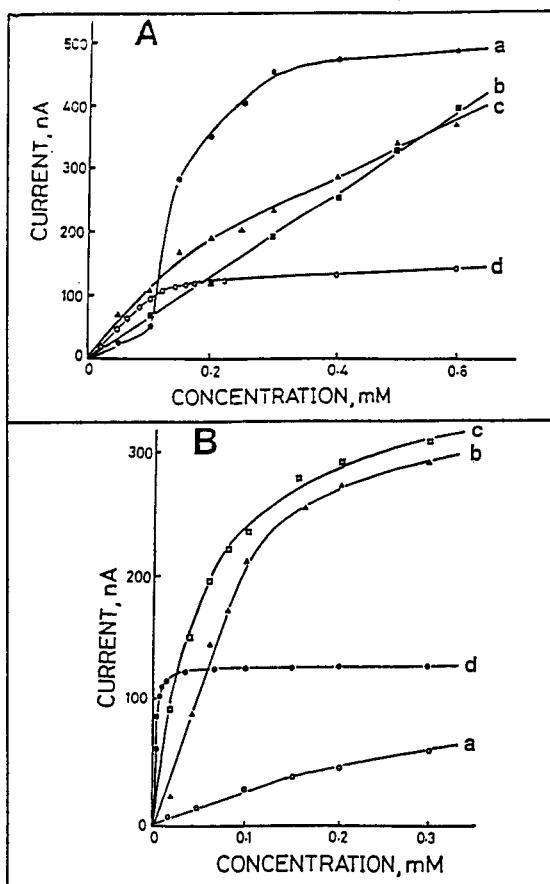 A
500
400
300
200
100
0
CURRENT, nA
a
b
c
d
0
0·2
0·4
0·6
CONCENTRATION, mM
B
300
200
100
0
CURRENT, nA
c
b
d
a
0
0·1
0·2
0·3
CONCENTRATION, mM